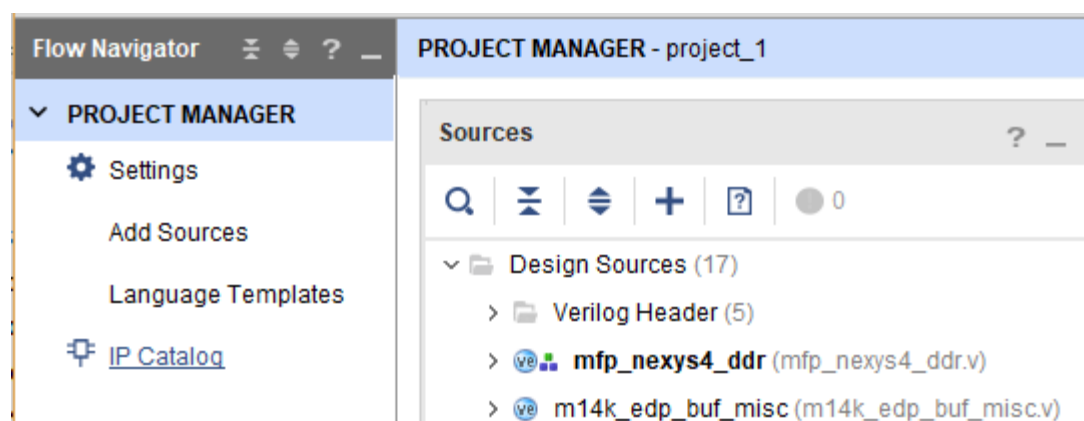 Flow Navigator ? _
PROJECT MANAGER - project_1
PROJECT MANAGER
Settings
Add Sources
Language Templates
IP Catalog
Sources ? _
? 0
Design Sources (17)
Verilog Header (5)
mfp_nexys4_ddr (mfp_nexys4_ddr.v)
m14k_edp_buf_misc (m14k_edp_buf_misc.v)